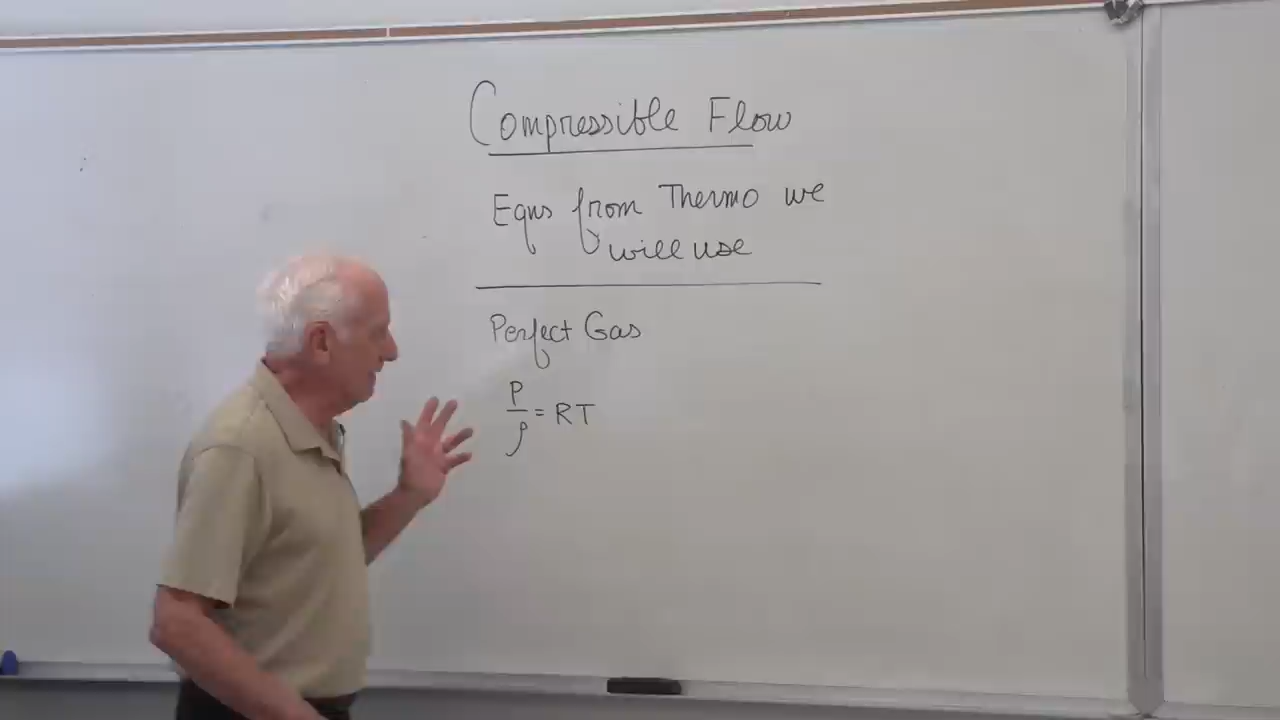 Compressible Flow
Eqns from Thermo we
will use
Perfect Gas
P/ρ = RT